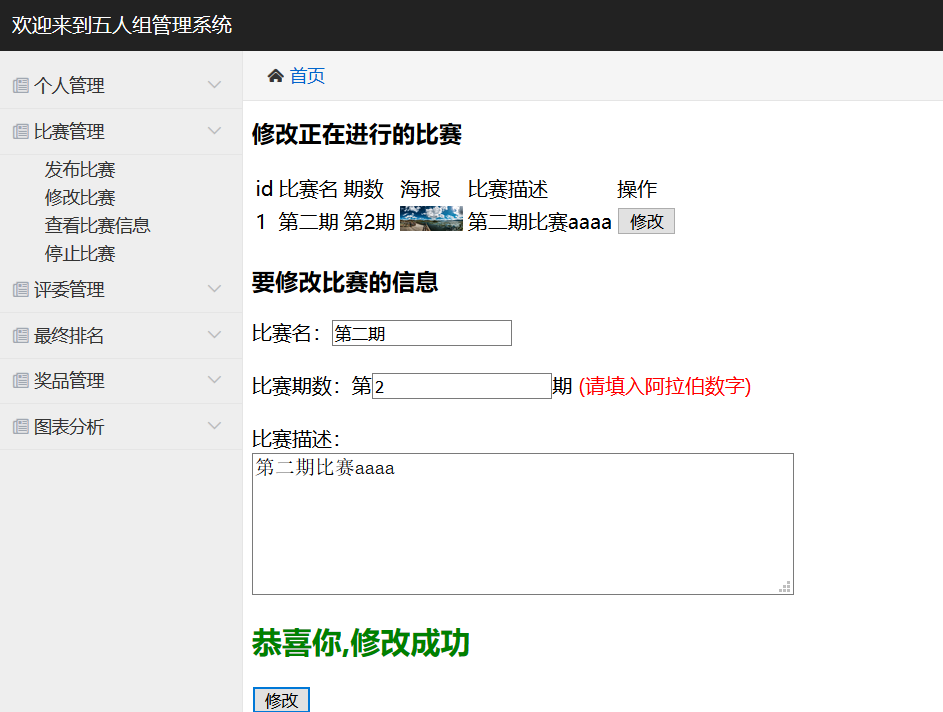 欢迎来到五人组管理系统
个人管理
比赛管理
发布比赛
修改比赛
查看比赛信息
停止比赛
评委管理
最终排名
奖品管理
图表分析
首页
修改正在进行的比赛
id 比赛名 期数 海报 比赛描述 操作
1 第二期 第2期 第二期比赛aaaa 修改
要修改比赛的信息
比赛名：第二期
比赛期数：第2期 (请填入阿拉伯数字)
比赛描述：
第二期比赛aaaa
恭喜你,修改成功
修改